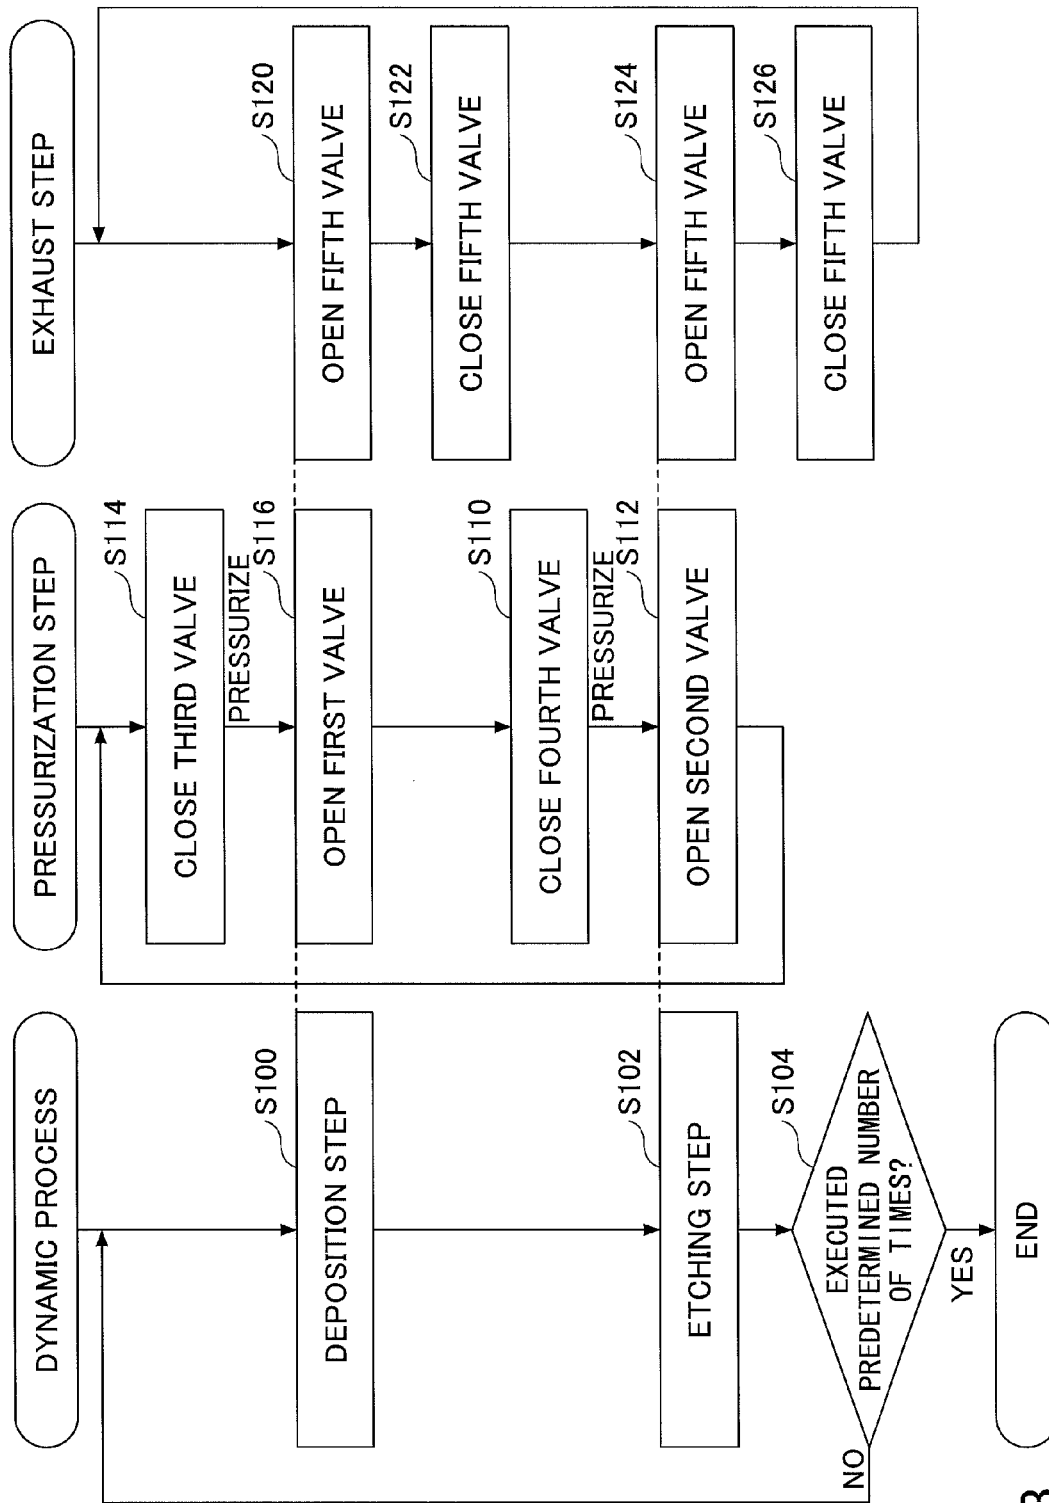 DYNAMIC PROCESS
S100
DEPOSITION STEP
S102
ETCHING STEP
S104
EXECUTED
PREDETERMINED NUMBER
OF TIMES?
NO
YES
END
PRESSURIZATION STEP
S114
CLOSE THIRD VALVE
PRESSURIZE
S116
OPEN FIRST VALVE
S110
CLOSE FOURTH VALVE
PRESSURIZE
S112
OPEN SECOND VALVE
EXHAUST STEP
S120
OPEN FIFTH VALVE
S122
CLOSE FIFTH VALVE
S124
OPEN FIFTH VALVE
S126
CLOSE FIFTH VALVE